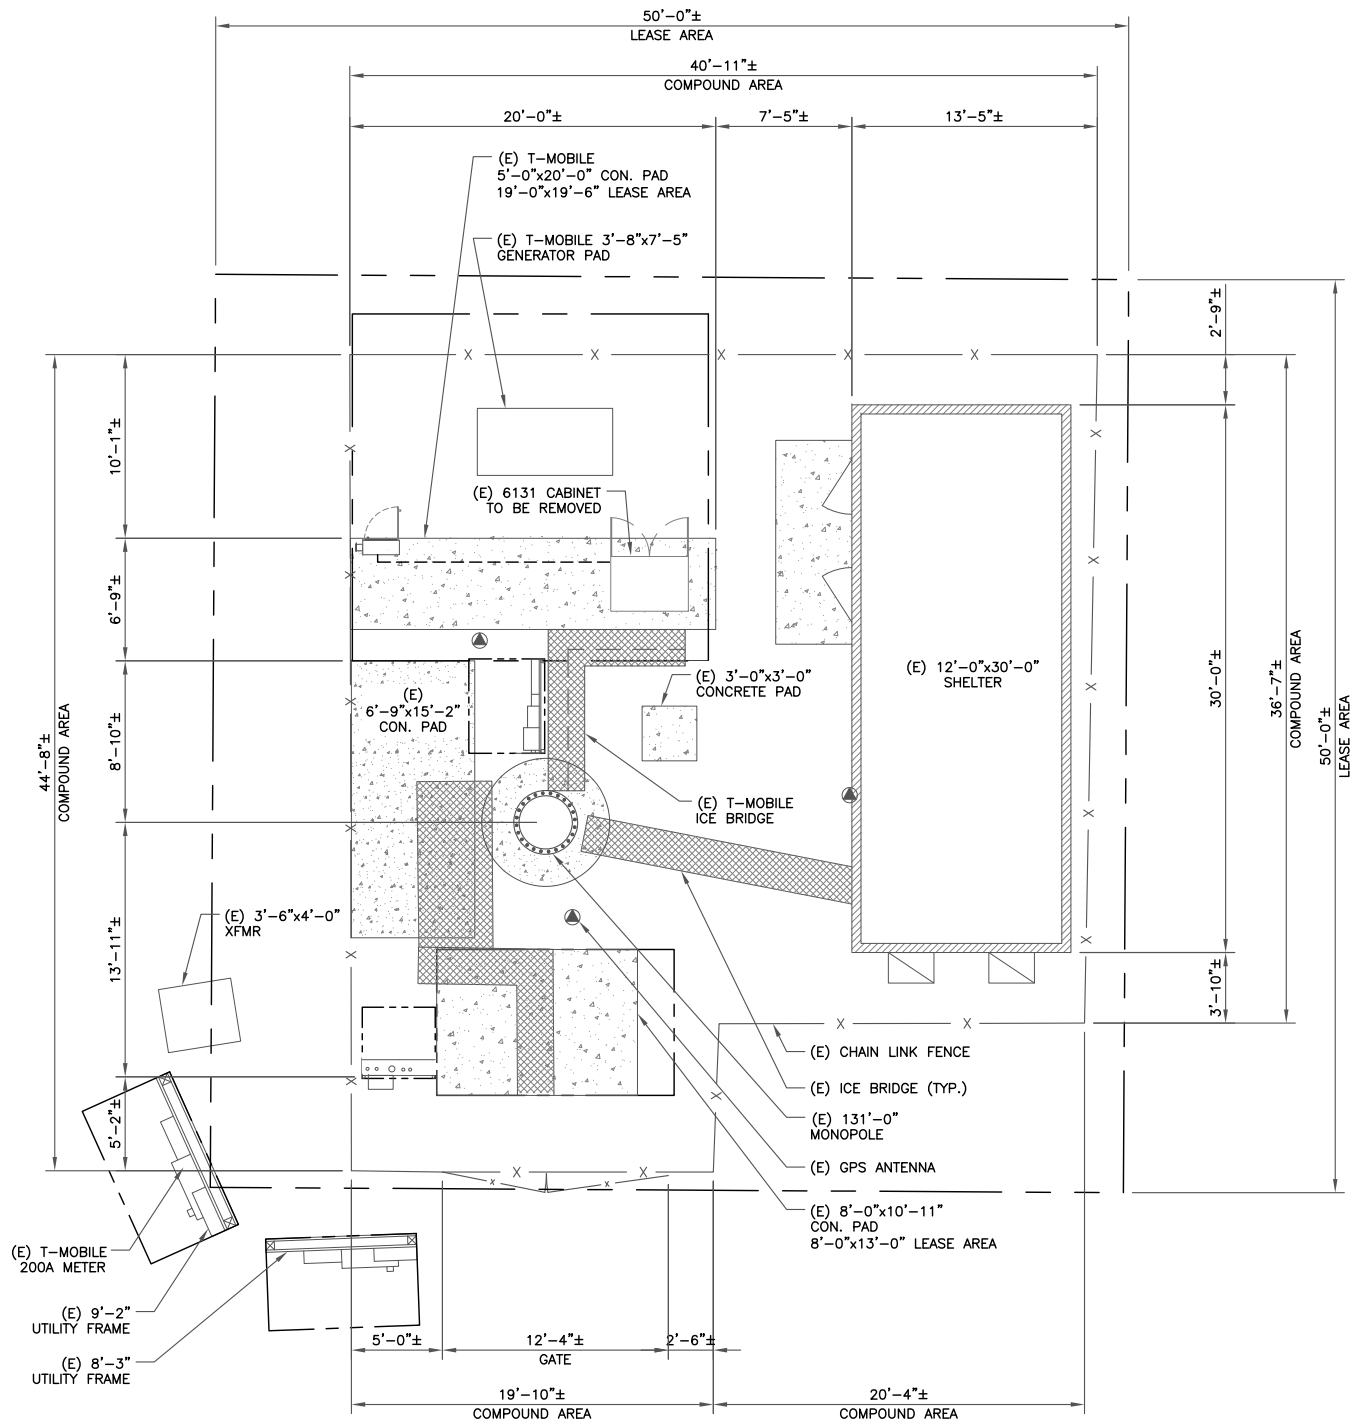 50'-0"±
LEASE AREA
40'-11"±
COMPOUND AREA
20'-0"±
7'-5"±
13'-5"±
(E) T-MOBILE
5'-0"x20'-0" CON. PAD
19'-0"x19'-6" LEASE AREA
(E) T-MOBILE 3'-8"x7'-5"
GENERATOR PAD
2'-9"±
X X X X X
10'-1"±
(E) 6131 CABINET
TO BE REMOVED
6'-9"±
(E) 12'-0"x30'-0"
SHELTER
30'-0"±
36'-7"±
COMPOUND AREA
50'-0"±
LEASE AREA
(E) 3'-0"x3'-0"
CONCRETE PAD
(E)
6'-9"x15'-2"
CON. PAD
8'-10"±
44'-8"±
COMPOUND AREA
(E) T-MOBILE
ICE BRIDGE
(E) 3'-6"x4'-0"
XFMR
13'-11"±
3'-10"±
X X
(E) CHAIN LINK FENCE
(E) ICE BRIDGE (TYP.)
(E) 131'-0"
MONOPOLE
5'-2"±
(E) GPS ANTENNA
X X
x x
(E) 8'-0"x10'-11"
CON. PAD
8'-0"x13'-0" LEASE AREA
(E) T-MOBILE
200A METER
(E) 9'-2"
UTILITY FRAME
(E) 8'-3"
UTILITY FRAME
5'-0"±
12'-4"±
GATE
2'-6"±
19'-10"±
COMPOUND AREA
20'-4"±
COMPOUND AREA